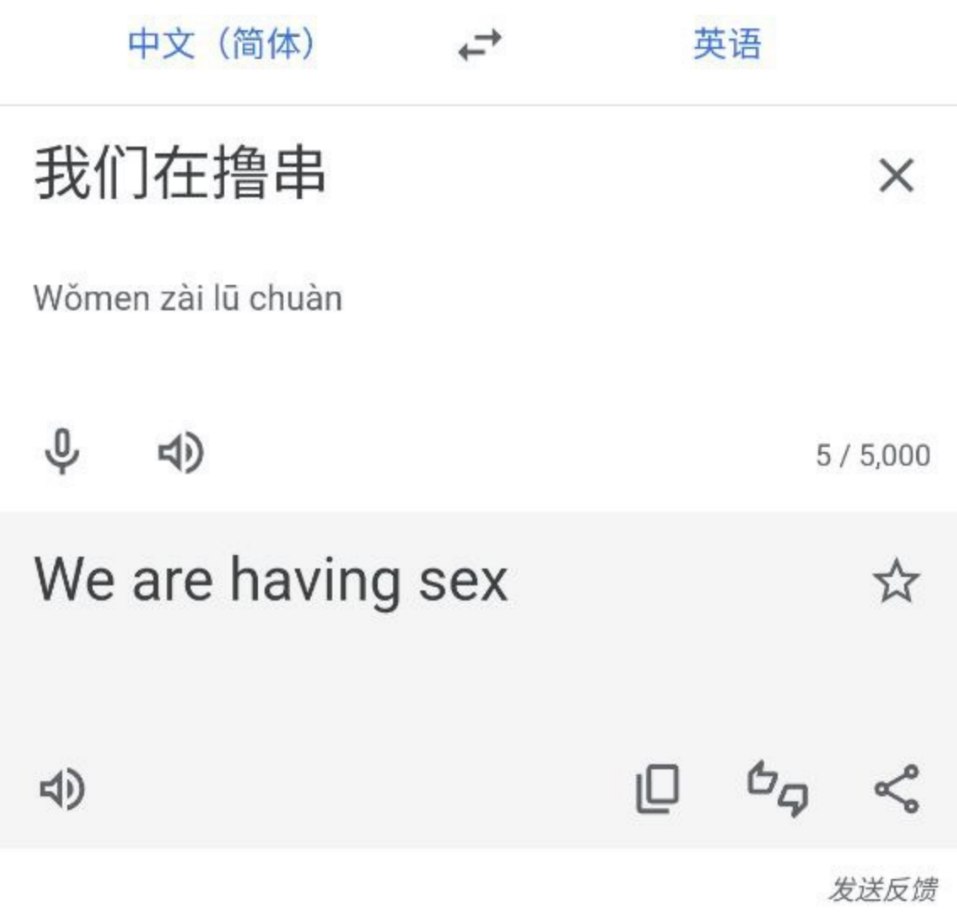 中文（简体） 英语
我们在撸串
Wǒmen zài lū chuàn
5 / 5,000
We are having sex
发送反馈